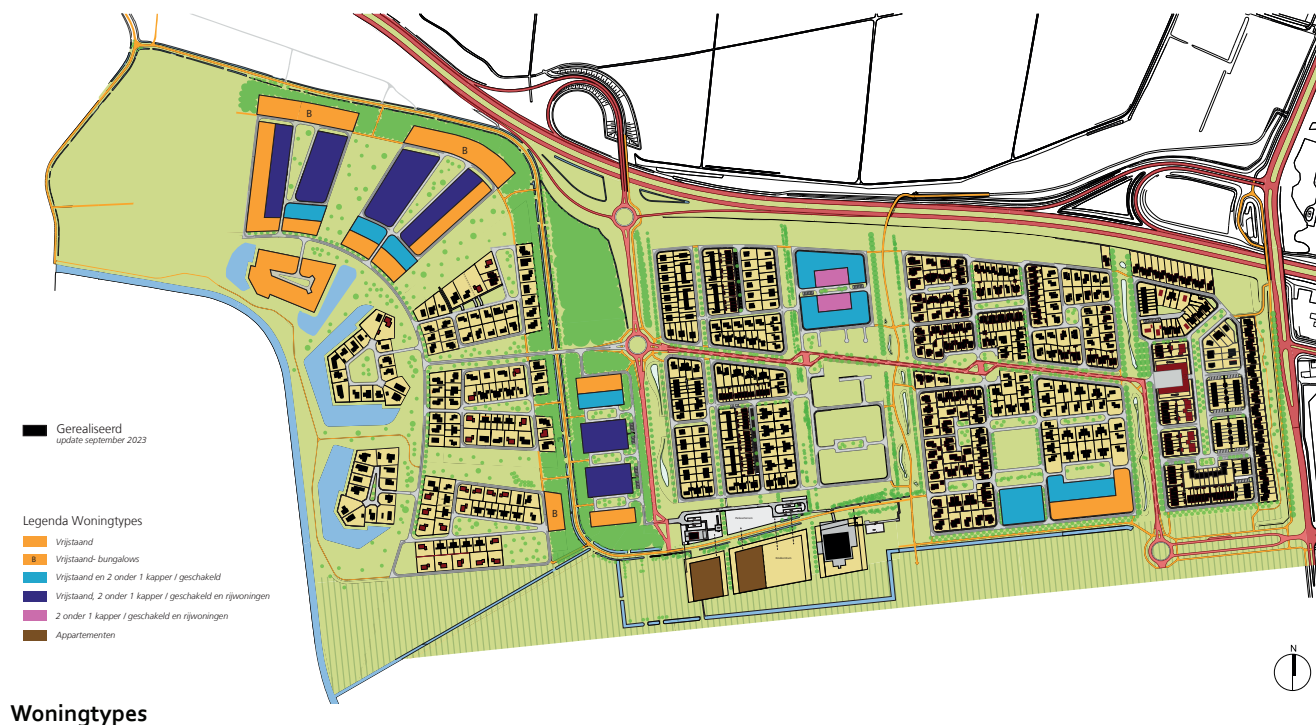 B
B
B
Gerealiseerd
update september 2023
Legenda Woningtypes
Vrijstaand
B Vrijstaand- bungalows
Vrijstaand en 2 onder 1 kapper / geschakeld
Vrijstaand, 2 onder 1 kapper / geschakeld en rijwoningen
2 onder 1 kapper / geschakeld en rijwoningen
Appartementen
N
Woningtypes